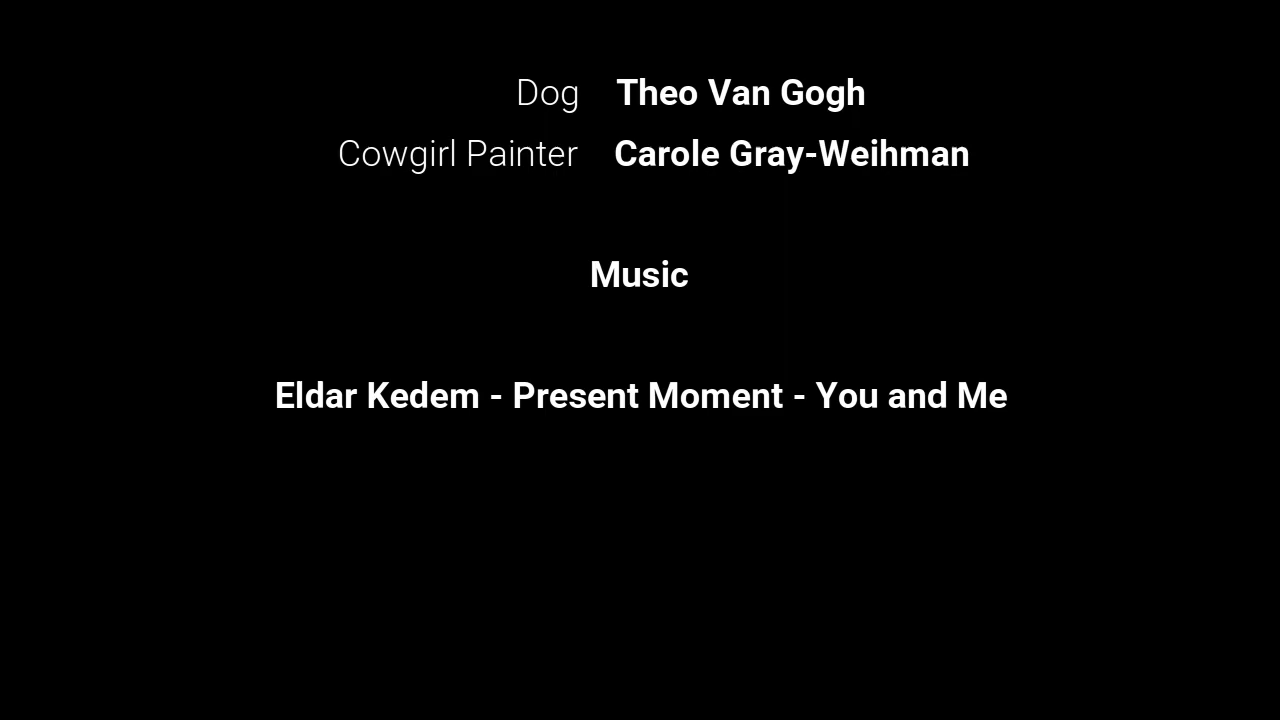 Dog Theo Van Gogh
Cowgirl Painter Carole Gray-Weihman
Music
Eldar Kedem - Present Moment - You and Me